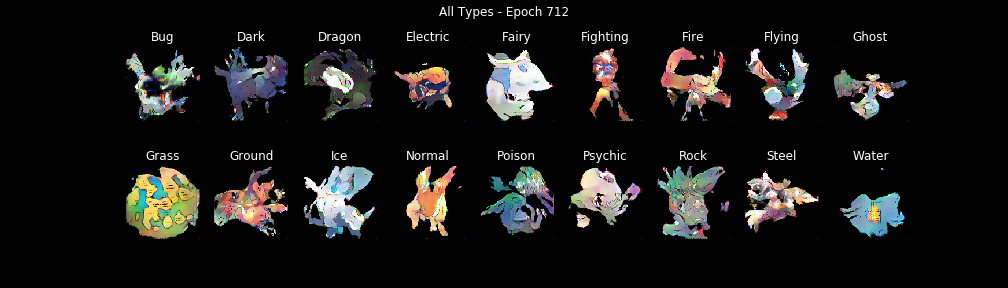 All Types - Epoch 712
Bug Dark Dragon Electric Fairy Fighting Fire Flying Ghost
Grass Ground Ice Normal Poison Psychic Rock Steel Water